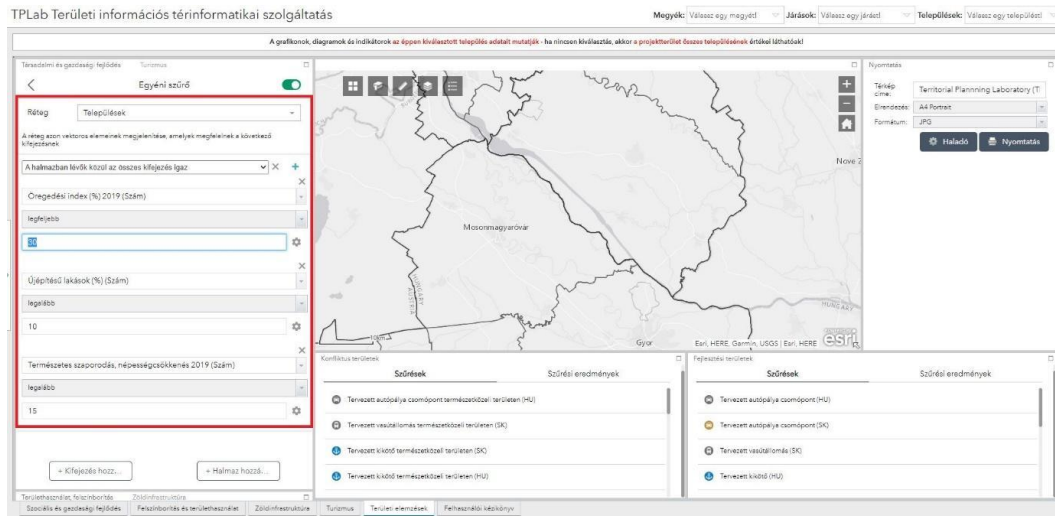 TPLab Területi információs térinformatikai szolgáltatás
Megyék: Válassz egy megyét!
Járások: Válassz egy járást!
Települések: Válassz egy települést!
A grafikonok, diagramok és indikátorok az éppen kiválasztott település adatait mutatják - ha nincsen kiválasztás, akkor a projektterület összes településének értékei láthatóak!
Társadalmi és gazdasági fejlődés
Turizmus
Egyéni szűrő
Réteg
Települések
A réteg azon vektoros elemeinek megjelenítése, amelyek megfelelnek a következő
kifejezésnek
A halmazban lévők közül az összes kifejezés igaz
Öregedési index (%) 2019 (Szám)
legfeljebb
30
Újépítésű lakások (%) (Szám)
legalább
10
Természetes szaporodás, népességcsökkenés 2019 (Szám)
legalább
15
+ Kifejezés hozz...
+ Halmaz hozzá...
Területhasználat, felszínborítás
Zöldinfrastruktúra
Mosonmagyaróvár
Nove Z
HUNGARY
AUSTRIA
HUNGARY
10km
Gyor
Esri, HERE, Garmin, USGS | Esri, HERE
esri
Konfliktus területek
Szűrések
Szűrési eredmények
Tervezett autópálya csomópont természetközeli területen (HU)
Tervezett vasútállomás természetközeli területen (SK)
Tervezett kikötő természetközeli területen (SK)
Tervezett kikötő természetközeli területen (HU)
Fejlesztési területek
Szűrések
Szűrési eredmények
Tervezett autópálya csomópont (HU)
Tervezett autópálya csomópont (SK)
Tervezett vasútállomás (SK)
Tervezett kikötő (HU)
Nyomtatás
Térkép
címe:
Territorial Plannning Laboratory (T
Elrendezés:
A4 Portrait
Formátum:
JPG
Haladó
Nyomtatás
Szociális és gazdasági fejlődés
Felszínborítás és területhasználat
Zöldinfrastruktúra
Turizmus
Területi elemzések
Felhasználói kézikönyv